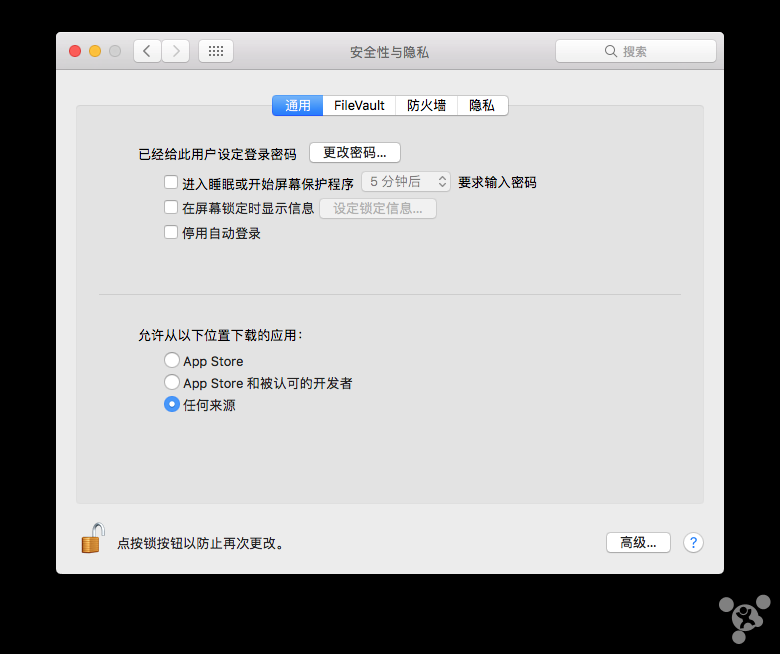 安全性与隐私
搜索
通用 FileVault 防火墙 隐私
已经给此用户设定登录密码 更改密码...
进入睡眠或开始屏幕保护程序 5 分钟后 要求输入密码
在屏幕锁定时显示信息 设定锁定信息...
停用自动登录
允许从以下位置下载的应用：
App Store
App Store 和被认可的开发者
任何来源
点按锁按钮以防止再次更改。
高级... ?